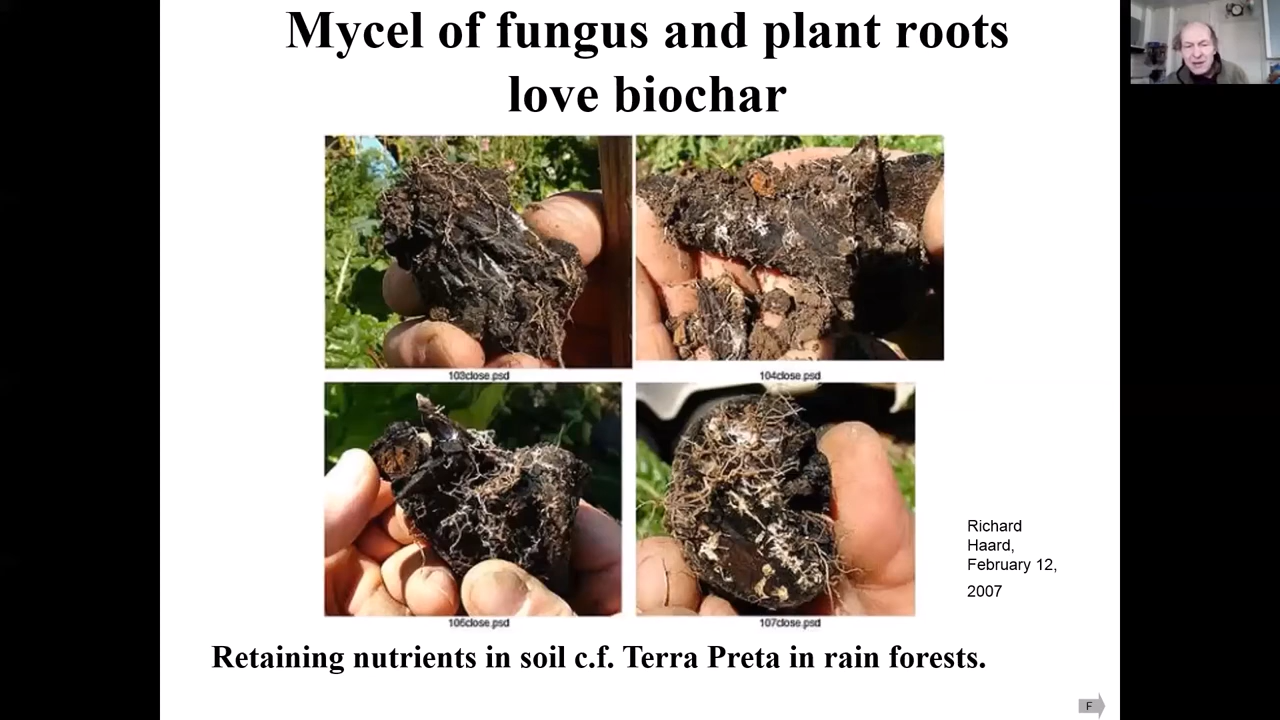 Mycel of fungus and plant roots
love biochar
103close.psd
104close.psd
106close.psd
107close.psd
Richard
Haard,
February 12,
2007
Retaining nutrients in soil c.f. Terra Preta in rain forests.
F